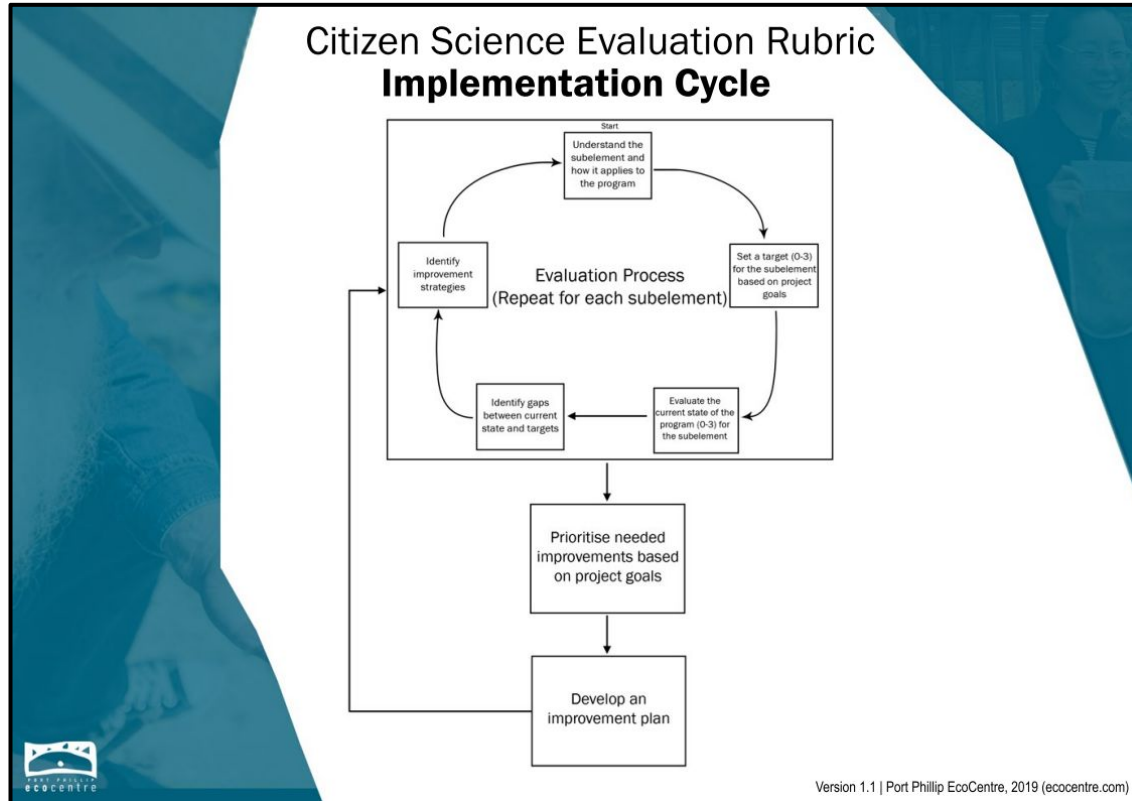 Citizen Science Evaluation Rubric
Implementation Cycle
Start
Understand the
subelement and
how it applies to
the program
Set a target (0-3)
for the subelement
based on project
goals
Evaluate the
current state of the
program (0-3) for
the subelement
Identify gaps
between current
state and targets
Identify
improvement
strategies
Evaluation Process
(Repeat for each subelement)
Prioritise needed
improvements based
on project goals
Develop an
improvement plan
PORT PHILLIP
ecocentre
Version 1.1 | Port Phillip EcoCentre, 2019 (ecocentre.com)